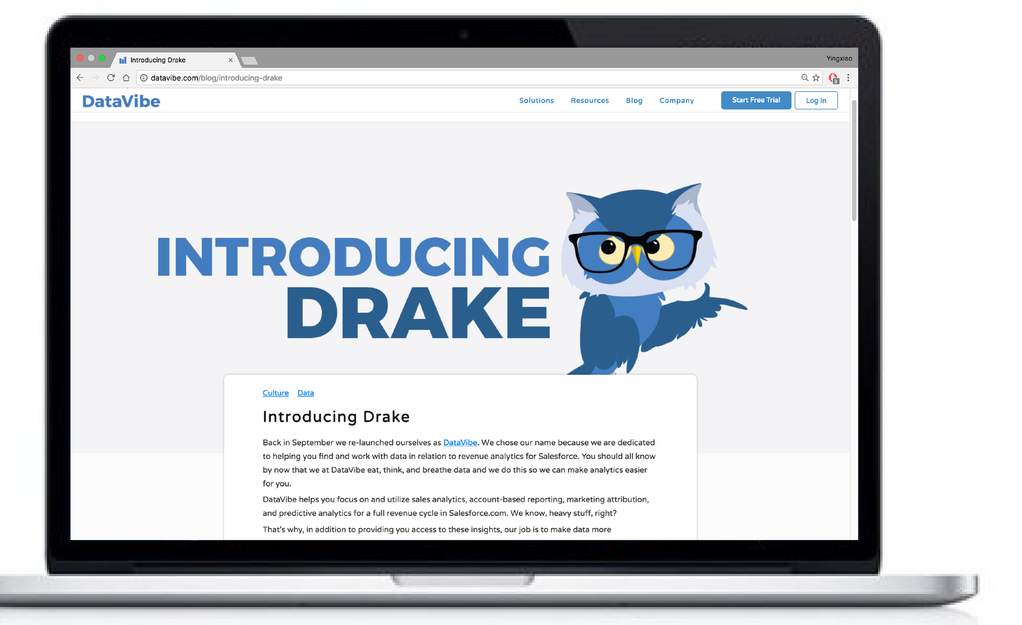 Introducing Drake
Yingxiao
datavibe.com/blog/introducing-drake
DataVibe
Solutions Resources Blog Company Start Free Trial Log In
INTRODUCING
DRAKE
Culture Data
Introducing Drake
Back in September we re-launched ourselves as DataVibe. We chose our name because we are dedicated
to helping you find and work with data in relation to revenue analytics for Salesforce. You should all know
by now that we at DataVibe eat, think, and breathe data and we do this so we can make analytics easier
for you.
DataVibe helps you focus on and utilize sales analytics, account-based reporting, marketing attribution,
and predictive analytics for a full revenue cycle in Salesforce.com. We know, heavy stuff, right?
That's why, in addition to providing you access to these insights, our job is to make data more